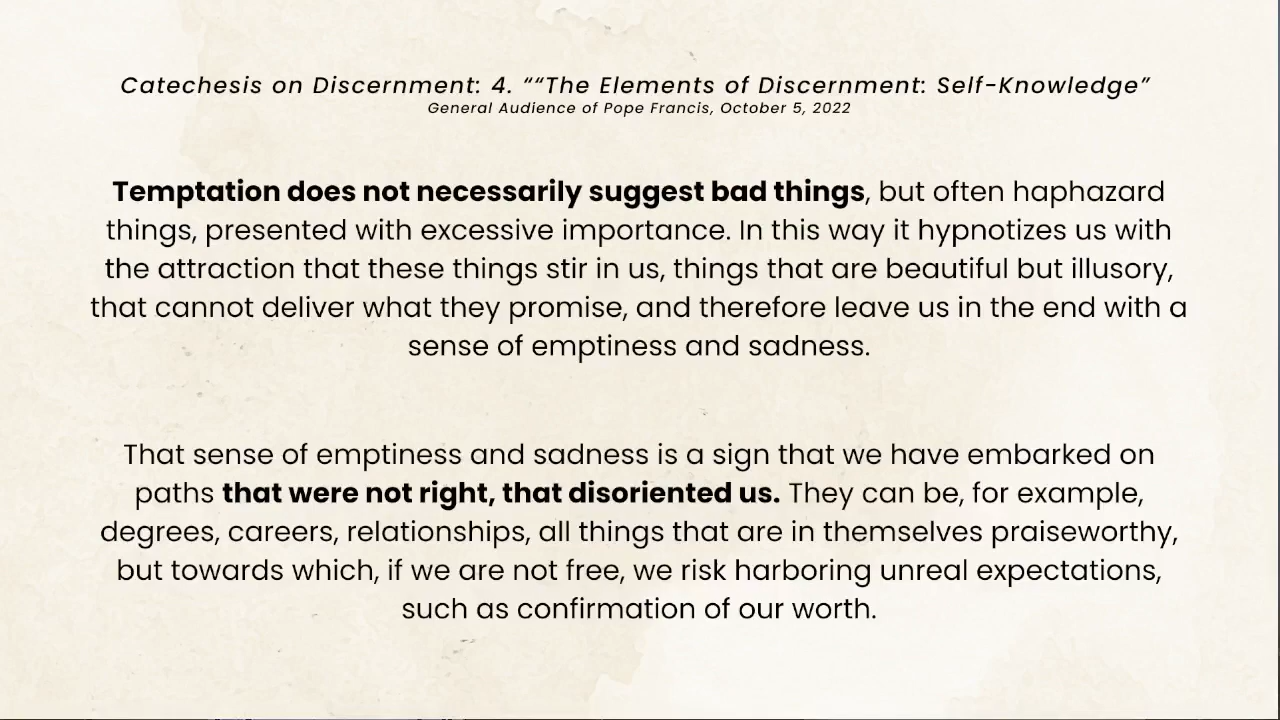 Catechesis on Discernment: 4. ““The Elements of Discernment: Self-Knowledge”
General Audience of Pope Francis, October 5, 2022
Temptation does not necessarily suggest bad things, but often haphazard
things, presented with excessive importance. In this way it hypnotizes us with
the attraction that these things stir in us, things that are beautiful but illusory,
that cannot deliver what they promise, and therefore leave us in the end with a
sense of emptiness and sadness.
That sense of emptiness and sadness is a sign that we have embarked on
paths that were not right, that disoriented us. They can be, for example,
degrees, careers, relationships, all things that are in themselves praiseworthy,
but towards which, if we are not free, we risk harboring unreal expectations,
such as confirmation of our worth.